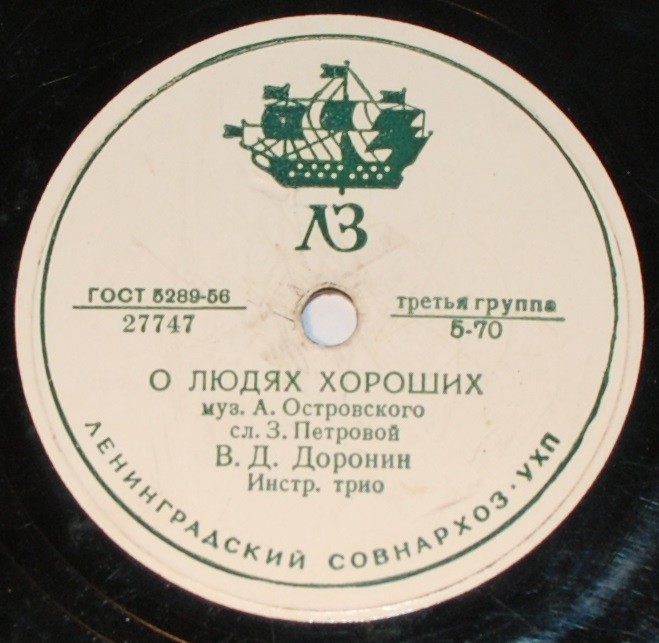 ЛЗ
ГОСТ 5289-56
27747
третья группа
5-70
О ЛЮДЯХ ХОРОШИХ
муз. А. Островского
сл. З. Петровой
В. Д. Доронин
Инстр. трио
ЛЕНИНГРАДСКИЙ СОВНАРХОЗ · УХП